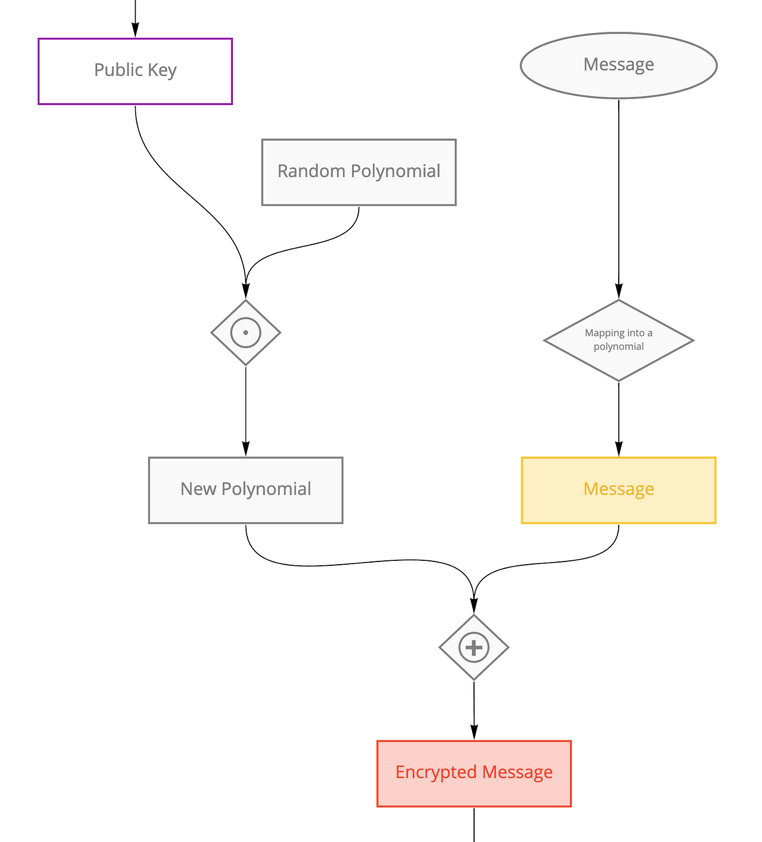 Public Key
Message
Random Polynomial
Mapping into a
polynomial
New Polynomial
Message
Encrypted Message